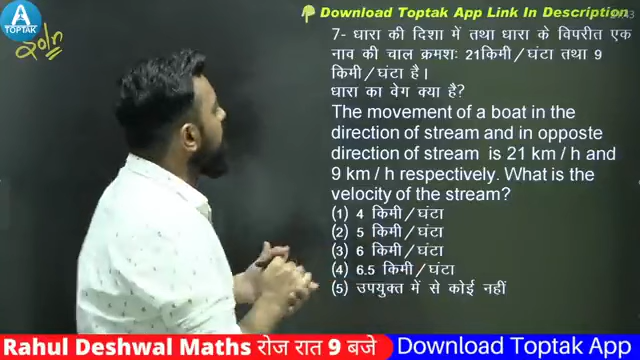 Download Toptak App Link In Description
TOPTAK
Soln
7- धारा की दिशा में तथा धारा के विपरीत एक
नाव की चाल क्रमशः 21किमी/घंटा तथा 9
किमी/घंटा है।
धारा का वेग क्या है?
The movement of a boat in the
direction of stream and in opposte
direction of stream is 21 km / h and
9 km / h respectively. What is the
velocity of the stream?
(1) 4 किमी/घंटा
(2) 5 किमी/घंटा
(3) 6 किमी/घंटा
(4) 6.5 किमी/घंटा
(5) उपयुक्त में से कोई नहीं
Rahul Deshwal Maths रोज रात 9 बजे
Download Toptak App